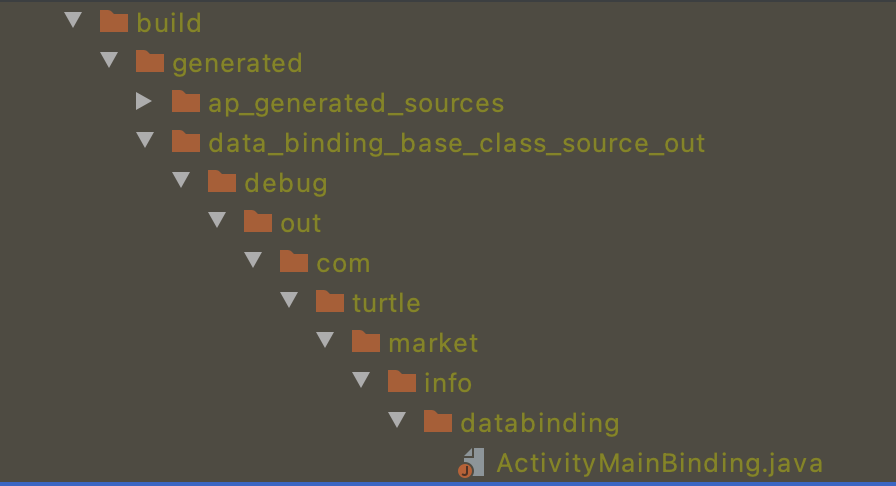 build
generated
ap_generated_sources
data_binding_base_class_source_out
debug
out
com
turtle
market
info
databinding
J ActivityMainBinding.java